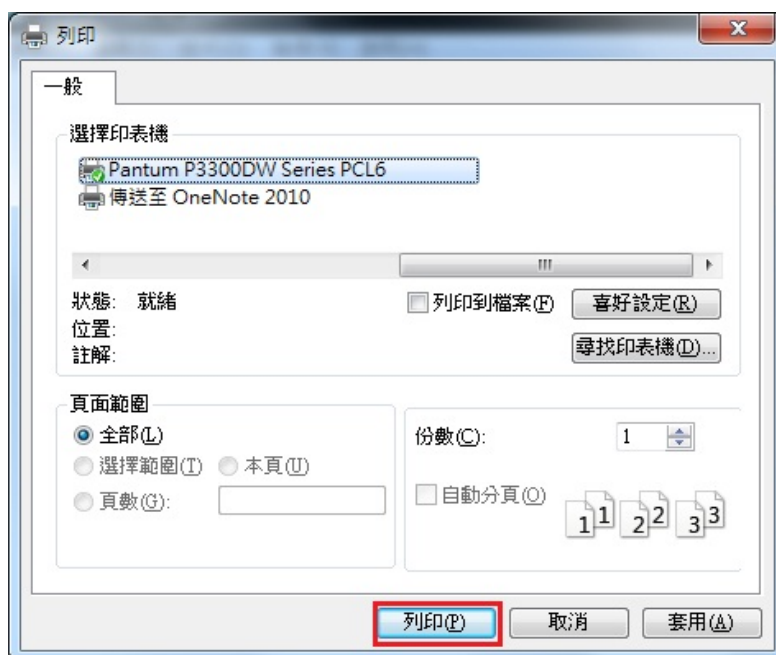 列印
X
一般
選擇印表機
Pantum P3300DW Series PCL6
傳送至 OneNote 2010
狀態: 就緒
列印到檔案(F)
喜好設定(R)
位置:
註解:
尋找印表機(D)...
頁面範圍
全部(L)
選擇範圍(T) 本頁(U)
頁數(G):
份數(C): 1
自動分頁(O)
1 1 2 2 3 3
列印(P) 取消 套用(A)